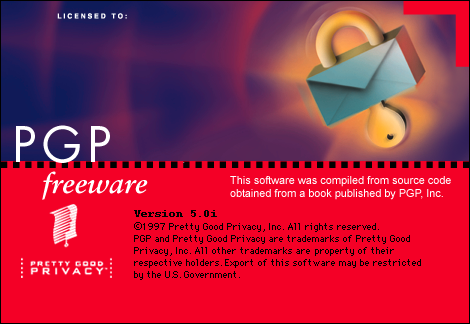 LICENSED TO:
PGP
freeware
This software was compiled from source code
obtained from a book published by PGP, Inc.
Version 5.0i
©1997 Pretty Good Privacy, Inc. All rights reserved.
PGP and Pretty Good Privacy are trademarks of Pretty Good
Privacy, Inc. All other trademarks are property of their
respective holders. Export of this software may be restricted
by the U.S. Government.
PRETTY GOOD
PRIVACY